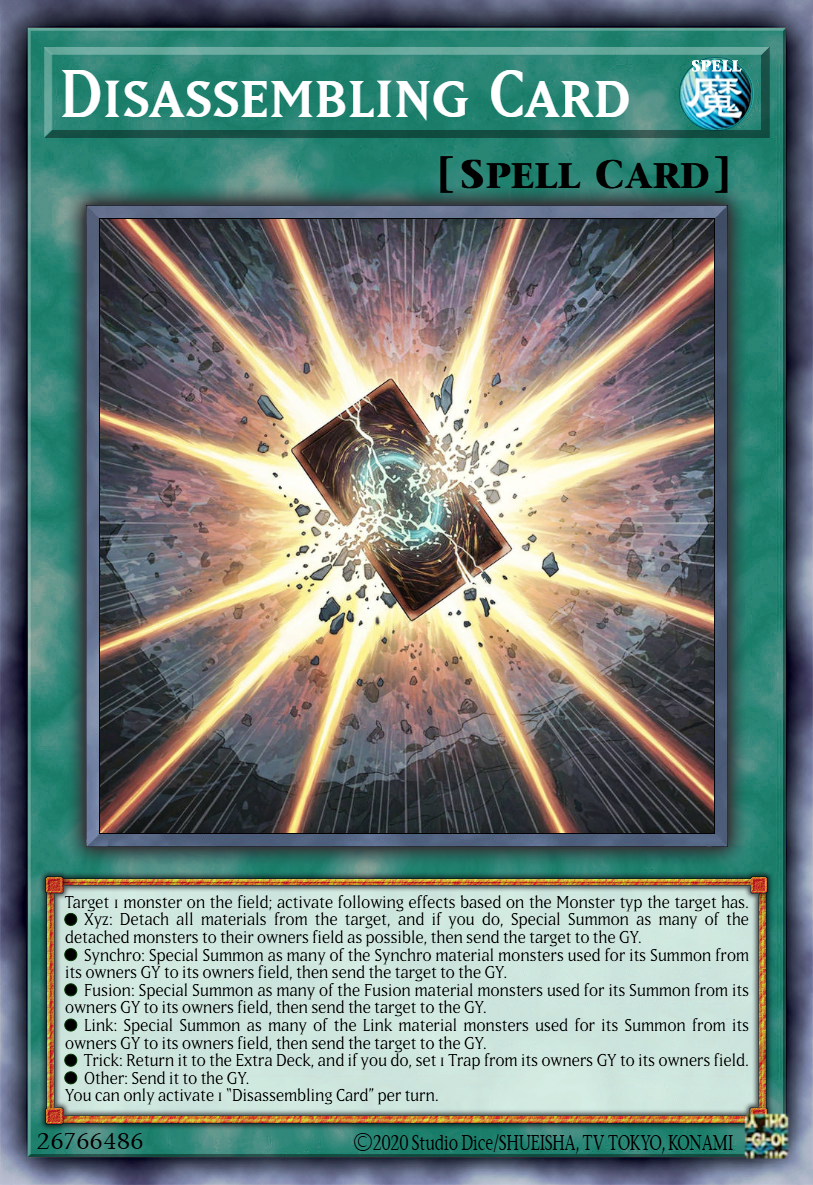 Disassembling Card
SPELL
魔
[Spell Card]
Target 1 monster on the field; activate following effects based on the Monster typ the target has.
● Xyz: Detach all materials from the target, and if you do, Special Summon as many of the
detached monsters to their owners field as possible, then send the target to the GY.
● Synchro: Special Summon as many of the Synchro material monsters used for its Summon from
its owners GY to its owners field, then send the target to the GY.
● Fusion: Special Summon as many of the Fusion material monsters used for its Summon from its
owners GY to its owners field, then send the target to the GY.
● Link: Special Summon as many of the Link material monsters used for its Summon from its
owners GY to its owners field, then send the target to the GY.
● Trick: Return it to the Extra Deck, and if you do, set 1 Trap from its owners GY to its owners field.
● Other: Send it to the GY.
You can only activate 1 "Disassembling Card" per turn.
26766486
©2020 Studio Dice/SHUEISHA, TV TOKYO, KONAMI